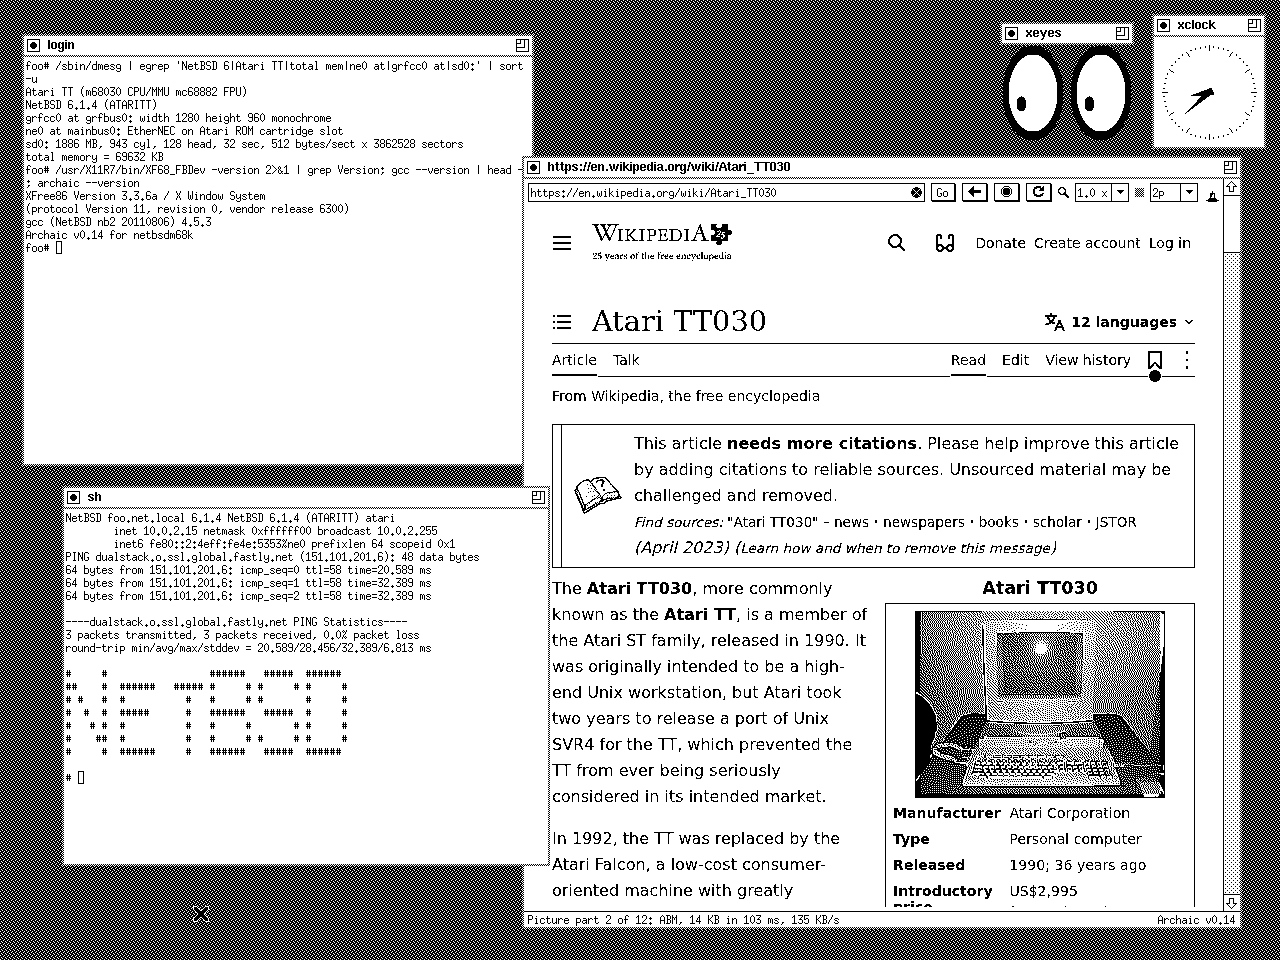 login
foo# /sbin/dmesg | egrep 'NetBSD 6|Atari TT|total mem|ne0 at|grfcc0 at|sd0:' | sort
-u
Atari TT (m68030 CPU/MMU mc68882 FPU)
NetBSD 6.1.4 (ATARITT)
grfcc0 at grfbus0: width 1280 height 960 monochrome
ne0 at mainbus0: EtherNEC on Atari ROM cartridge slot
sd0: 1886 MB, 943 cyl, 128 head, 32 sec, 512 bytes/sect x 3862528 sectors
total memory = 69632 KB
foo# /usr/X11R7/bin/XF68_FBDev -version 2>&1 | grep Version; gcc --version | head -
; archaic --version
XFree86 Version 3.3.6a / X Window System
(protocol Version 11, revision 0, vendor release 6300)
gcc (NetBSD nb2 20110806) 4.5.3
Archaic v0.14 for netbsdm68k
foo#
xeyes
xclock
https://en.wikipedia.org/wiki/Atari_TT030
https://en.wikipedia.org/wiki/Atari_TT030
Go
1.0 x
2p
WIKIPEDIA 25
25 years of the free encyclopedia
Donate Create account Log in
Atari TT030
12 languages
Article Talk
Read Edit View history
From Wikipedia, the free encyclopedia
This article needs more citations. Please help improve this article
by adding citations to reliable sources. Unsourced material may be
challenged and removed.
Find sources: "Atari TT030" – news · newspapers · books · scholar · JSTOR
(April 2023) (Learn how and when to remove this message)
The Atari TT030, more commonly
known as the Atari TT, is a member of
the Atari ST family, released in 1990. It
was originally intended to be a high-
end Unix workstation, but Atari took
two years to release a port of Unix
SVR4 for the TT, which prevented the
TT from ever being seriously
considered in its intended market.
In 1992, the TT was replaced by the
Atari Falcon, a low-cost consumer-
oriented machine with greatly
Atari TT030
Manufacturer Atari Corporation
Type Personal computer
Released 1990; 36 years ago
Introductory US$2,995
price
Picture part 2 of 12: ABM, 14 KB in 103 ms, 135 KB/s
Archaic v0.14
sh
NetBSD foo.net.local 6.1.4 NetBSD 6.1.4 (ATARITT) atari
inet 10.0.2.15 netmask 0xffffff00 broadcast 10.0.2.255
inet6 fe80::2:4eff:fe4e:5353%ne0 prefixlen 64 scopeid 0x1
PING dualstack.o.ssl.global.fastly.net (151.101.201.6): 48 data bytes
64 bytes from 151.101.201.6: icmp_seq=0 ttl=58 time=20.589 ms
64 bytes from 151.101.201.6: icmp_seq=1 ttl=58 time=32.389 ms
64 bytes from 151.101.201.6: icmp_seq=2 ttl=58 time=32.389 ms
----dualstack.o.ssl.global.fastly.net PING Statistics----
3 packets transmitted, 3 packets received, 0.0% packet loss
round-trip min/avg/max/stddev = 20.589/28.456/32.389/6.813 ms
NETBSD
#